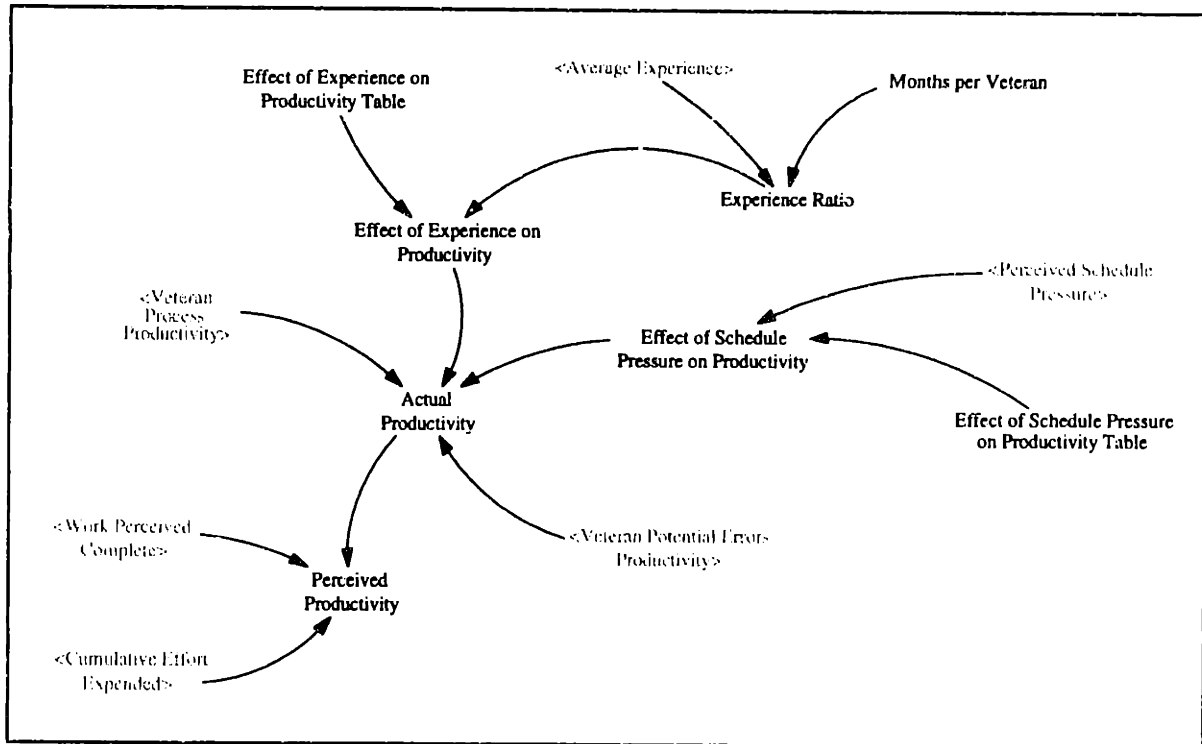 Effect of Experience on
Productivity Table
<Average Experience>
Months per Veteran
Experience Ratio
Effect of Experience on
Productivity
<Perceived Schedule
Pressure>
<Veteran
Process
Productivity>
Effect of Schedule
Pressure on Productivity
Actual
Productivity
Effect of Schedule Pressure
on Productivity Table
<Work Perceived
Complete>
<Veteran Potential Errors
Productivity>
Perceived
Productivity
<Cumulative Effort
Expended>